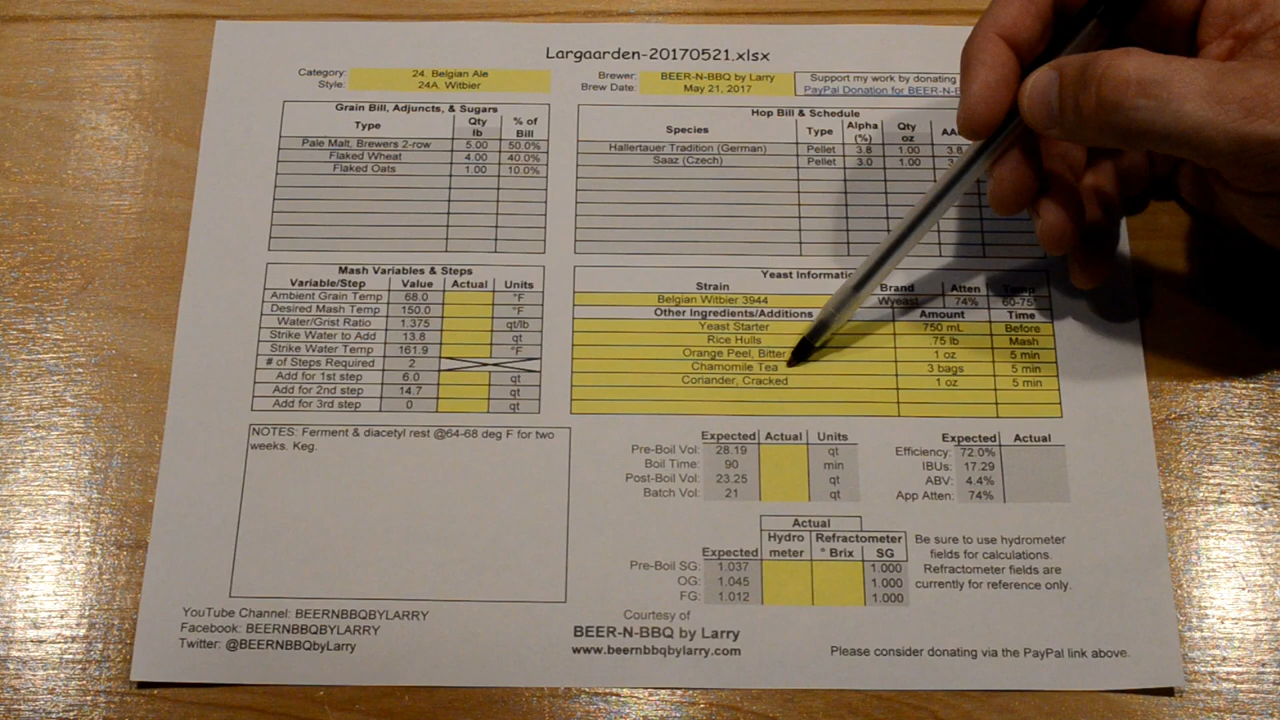 Largaarden-20170521.xlsx
Category: 24. Belgian Ale
Style: 24A. Witbier
Brewer: BEER-N-BBQ by Larry
Brew Date: May 21, 2017
Support my work by donating
PayPal Donation for BEER-N-B
Grain Bill, Adjuncts, & Sugars
Type Qty lb % of Bill
Pale Malt, Brewers 2-row 5.00 50.0%
Flaked Wheat 4.00 40.0%
Flaked Oats 1.00 10.0%
Hop Bill & Schedule
Species Type Alpha (%) Qty oz AA
Hallertauer Tradition (German) Pellet 3.8 1.00 3.8
Saaz (Czech) Pellet 3.0 1.00 3.
Mash Variables & Steps
Variable/Step Value Actual Units
Ambient Grain Temp 68.0 °F
Desired Mash Temp 150.0 °F
Water/Grist Ratio 1.375 qt/lb
Strike Water to Add 13.8 qt
Strike Water Temp 161.9 °F
# of Steps Required 2
Add for 1st step 6.0 qt
Add for 2nd step 14.7 qt
Add for 3rd step 0 qt
Yeast Informatio
Strain Brand Atten Temp
Belgian Witbier 3944 Wyeast 74% 60-75°
Other Ingredients/Additions Amount Time
Yeast Starter 750 mL Before
Rice Hulls .75 lb Mash
Orange Peel, Bitter 1 oz 5 min
Chamomile Tea 3 bags 5 min
Coriander, Cracked 1 oz 5 min
NOTES: Ferment & diacetyl rest @64-68 deg F for two
weeks. Keg.
Expected Actual Units
Pre-Boil Vol: 28.19 qt
Boil Time: 90 min
Post-Boil Vol: 23.25 qt
Batch Vol: 21 qt
Expected Actual
Efficiency: 72.0%
IBUs: 17.29
ABV: 4.4%
App Atten: 74%
Actual
Expected Hydro meter Refractometer ° Brix SG
Pre-Boil SG: 1.037 1.000
OG: 1.045 1.000
FG: 1.012 1.000
Be sure to use hydrometer
fields for calculations.
Refractometer fields are
currently for reference only.
YouTube Channel: BEERNBBQBYLARRY
Facebook: BEERNBBQBYLARRY
Twitter: @BEERNBBQbyLarry
Courtesy of
BEER-N-BBQ by Larry
www.beernbbqbylarry.com
Please consider donating via the PayPal link above.